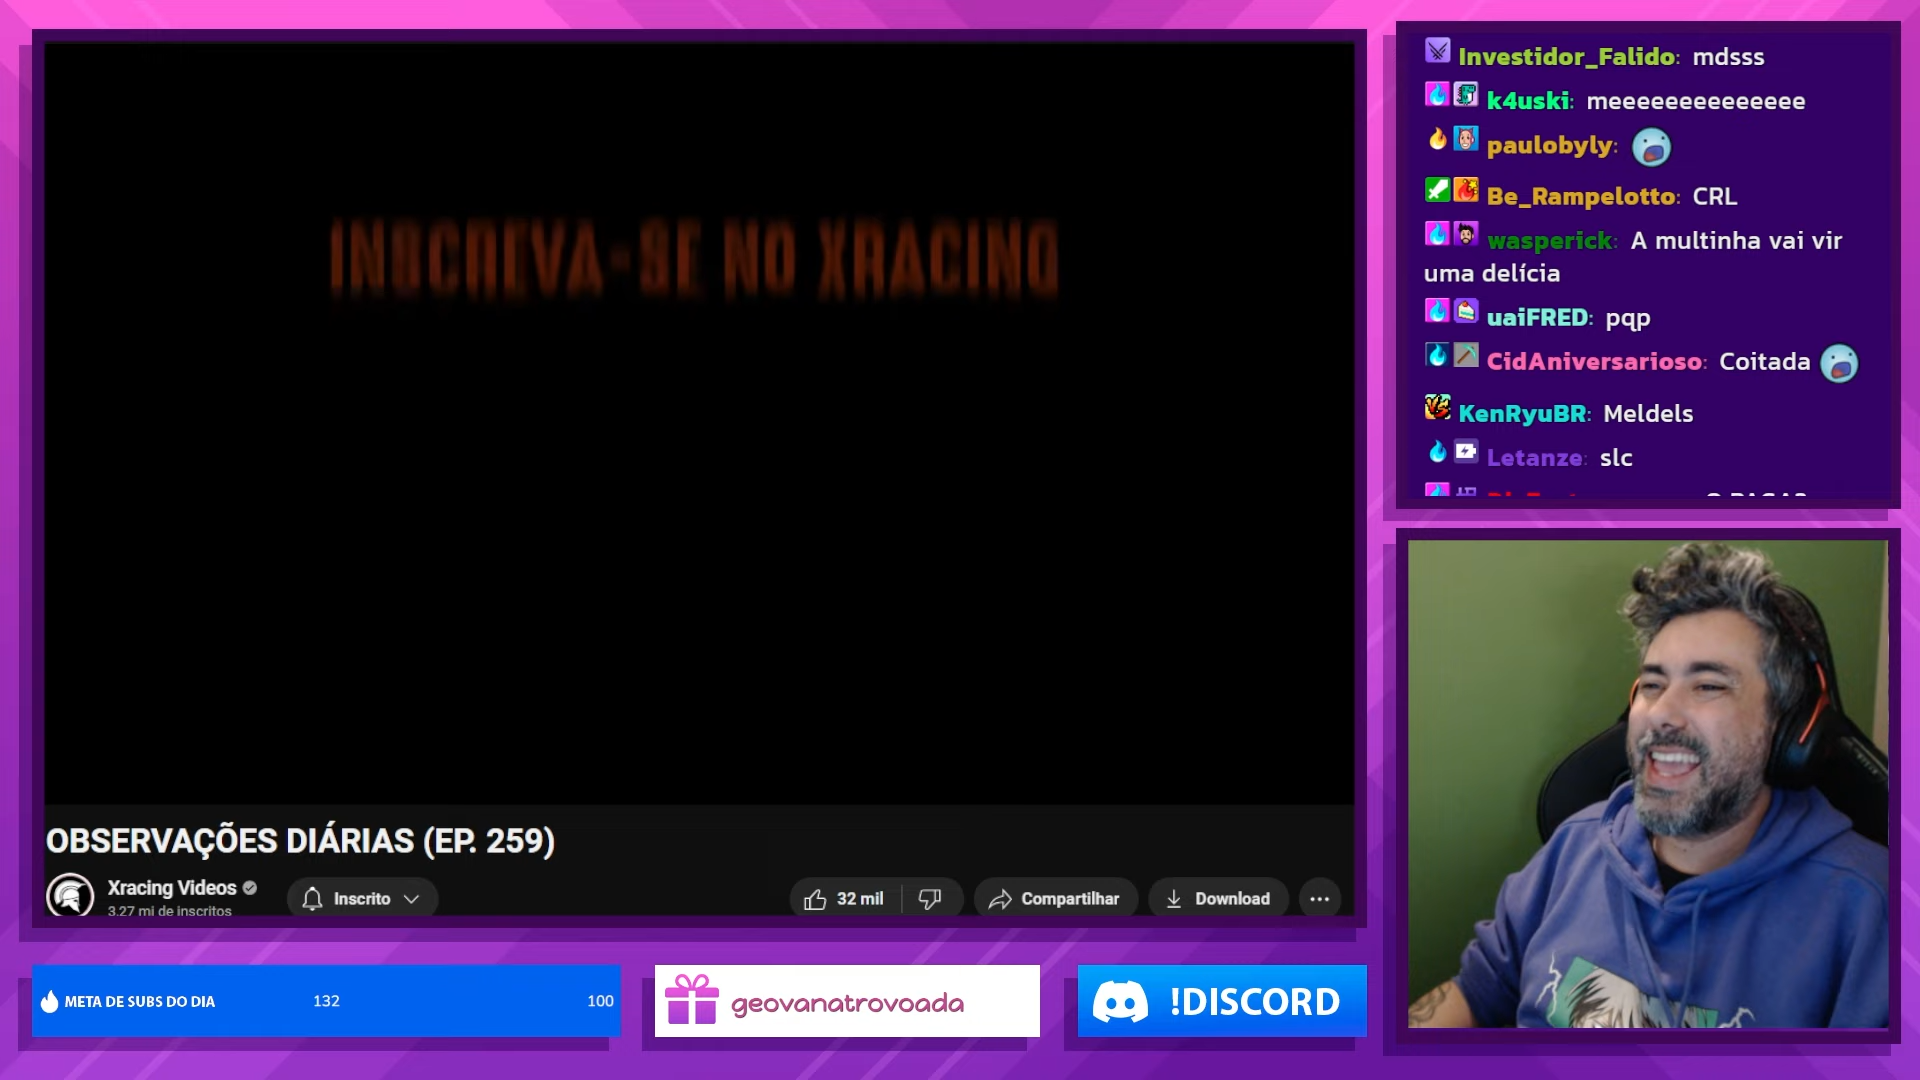 INSCREVA-SE NO XRACING
OBSERVAÇÕES DIÁRIAS (EP. 259)
Xracing Videos
3.27 mi de inscritos
Inscrito
32 mil
Compartilhar
Download
META DE SUBS DO DIA 132 100
geovanatrovoada
!DISCORD
Investidor_Falido: mdsss
k4uski: meeeeeeeeeeeeee
paulobyly:
Be_Rampelotto: CRL
wasperick: A multinha vai vir
uma delícia
uaiFRED: pqp
CidAniversarioso: Coitada
KenRyuBR: Meldels
Letanze: slc